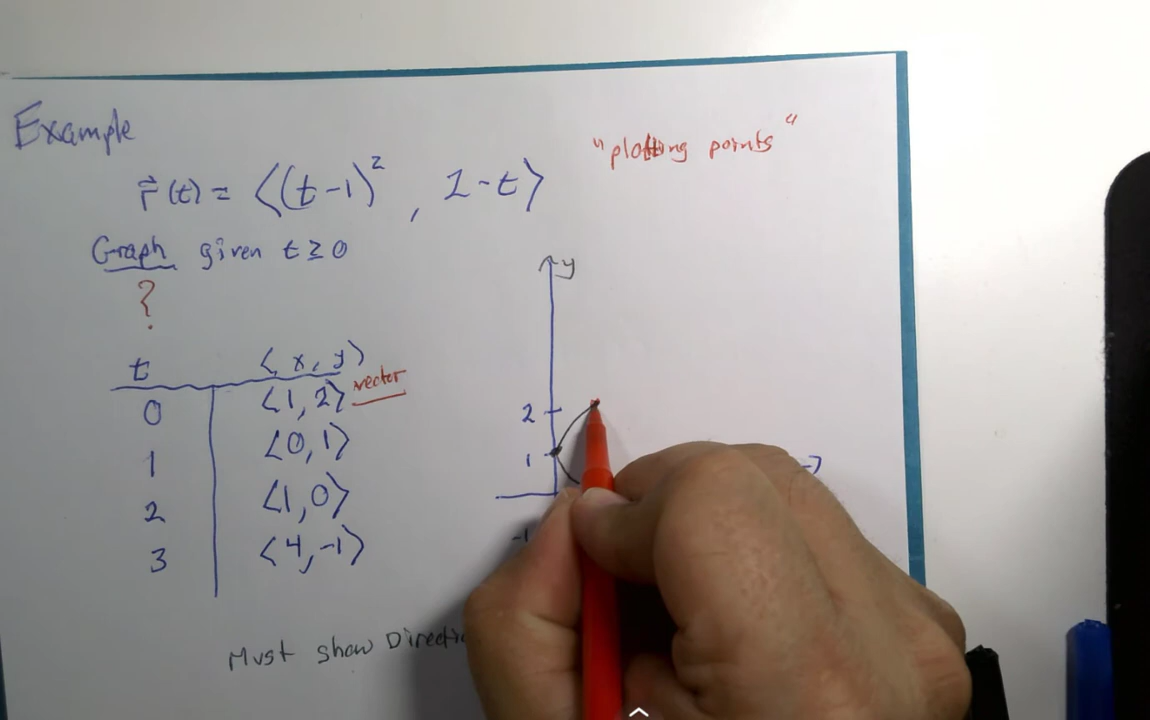 Example
"plotting points"
r⃗(t) = ⟨(t-1)², 2-t⟩
Graph given t ≥ 0
?
t ⟨x, y⟩
0 ⟨1, 2⟩ vector
1 ⟨0, 1⟩
2 ⟨1, 0⟩
3 ⟨4, -1⟩
y
2
1
-1
Must show